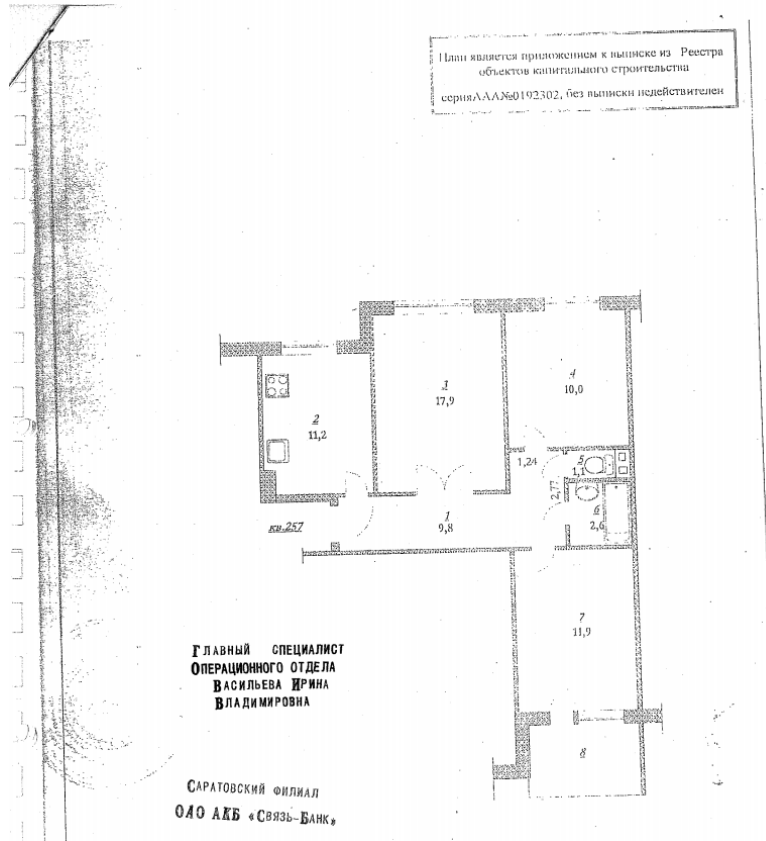 План является приложением к выписке из Реестра
объектов капитального строительства
серияААА№0192302, без выписки недействителен
3
17,9
4
10,0
2
11,2
1,24
5
1,1
2,77
6
2,6
кв.257
1
9,8
7
11,9
8
Главный специалист
Операционного отдела
Васильева Ирина
Владимировна
Саратовский филиал
ОАО АКБ «Связь-Банк»